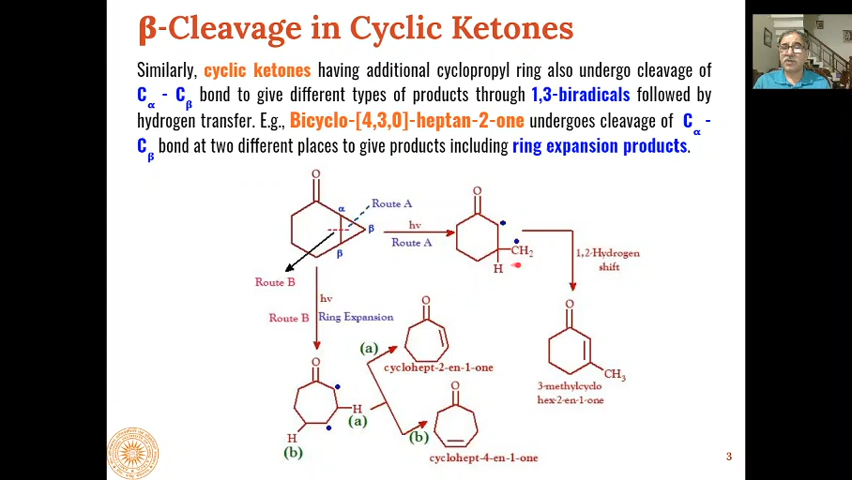 β-Cleavage in Cyclic Ketones
Similarly, cyclic ketones having additional cyclopropyl ring also undergo cleavage of
Cα - Cβ bond to give different types of products through 1,3-biradicals followed by
hydrogen transfer. E.g., Bicyclo-[4,3,0]-heptan-2-one undergoes cleavage of Cα -
Cβ bond at two different places to give products including ring expansion products.
O
α
Route A
β
β
Route B
hν
Route A
O
CH2
H
1,2-Hydrogen
shift
hν
Route B
Ring Expansion
O
CH3
3-methylcyclo
hex-2-en-1-one
(a)
O
cyclohept-2-en-1-one
O
H
(a)
H
(b)
(b)
O
cyclohept-4-en-1-one
3